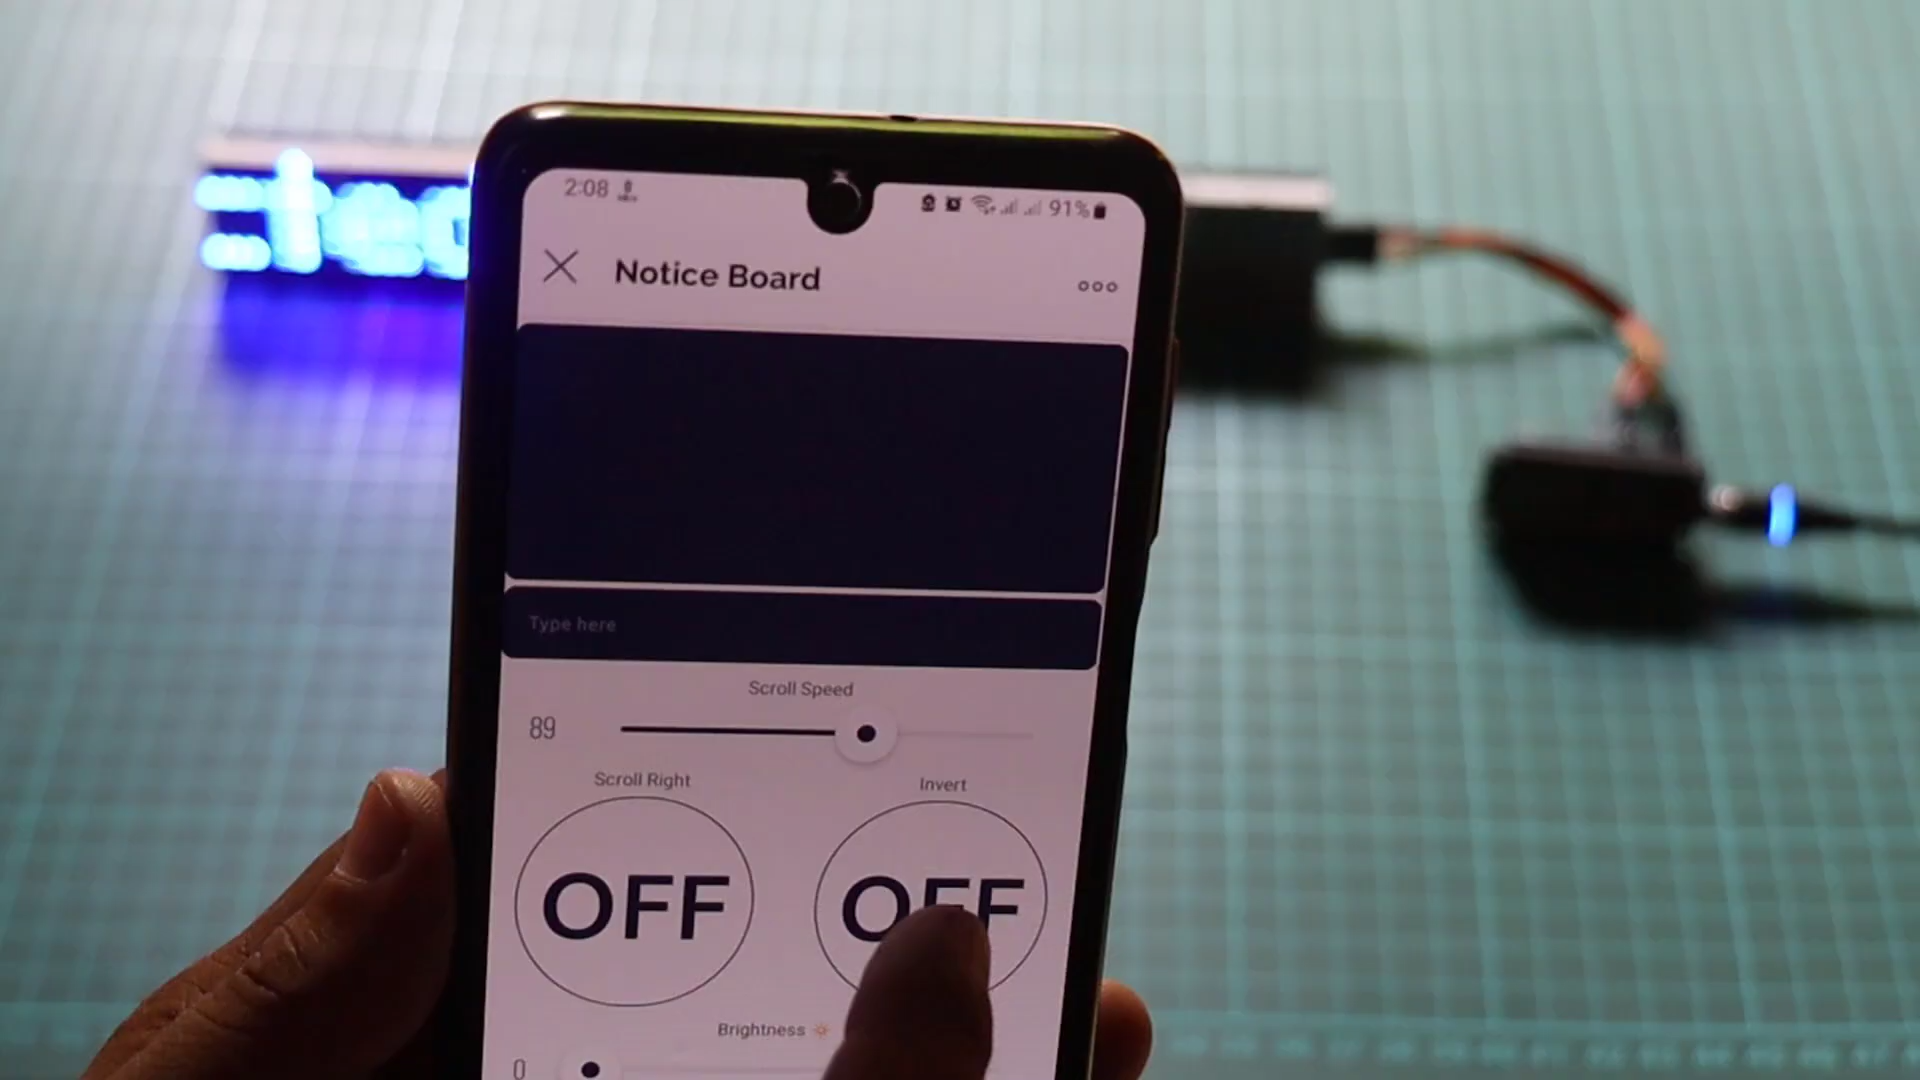 2:08
91%
Notice Board
Type here
Scroll Speed
89
Scroll Right
Invert
OFF
OFF
Brightness
0